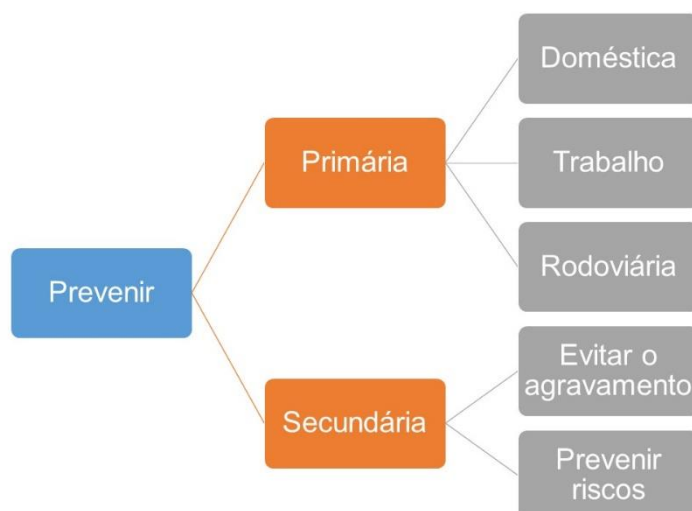 Doméstica
Primária
Trabalho
Rodoviária
Prevenir
Evitar o
agravamento
Secundária
Prevenir
riscos